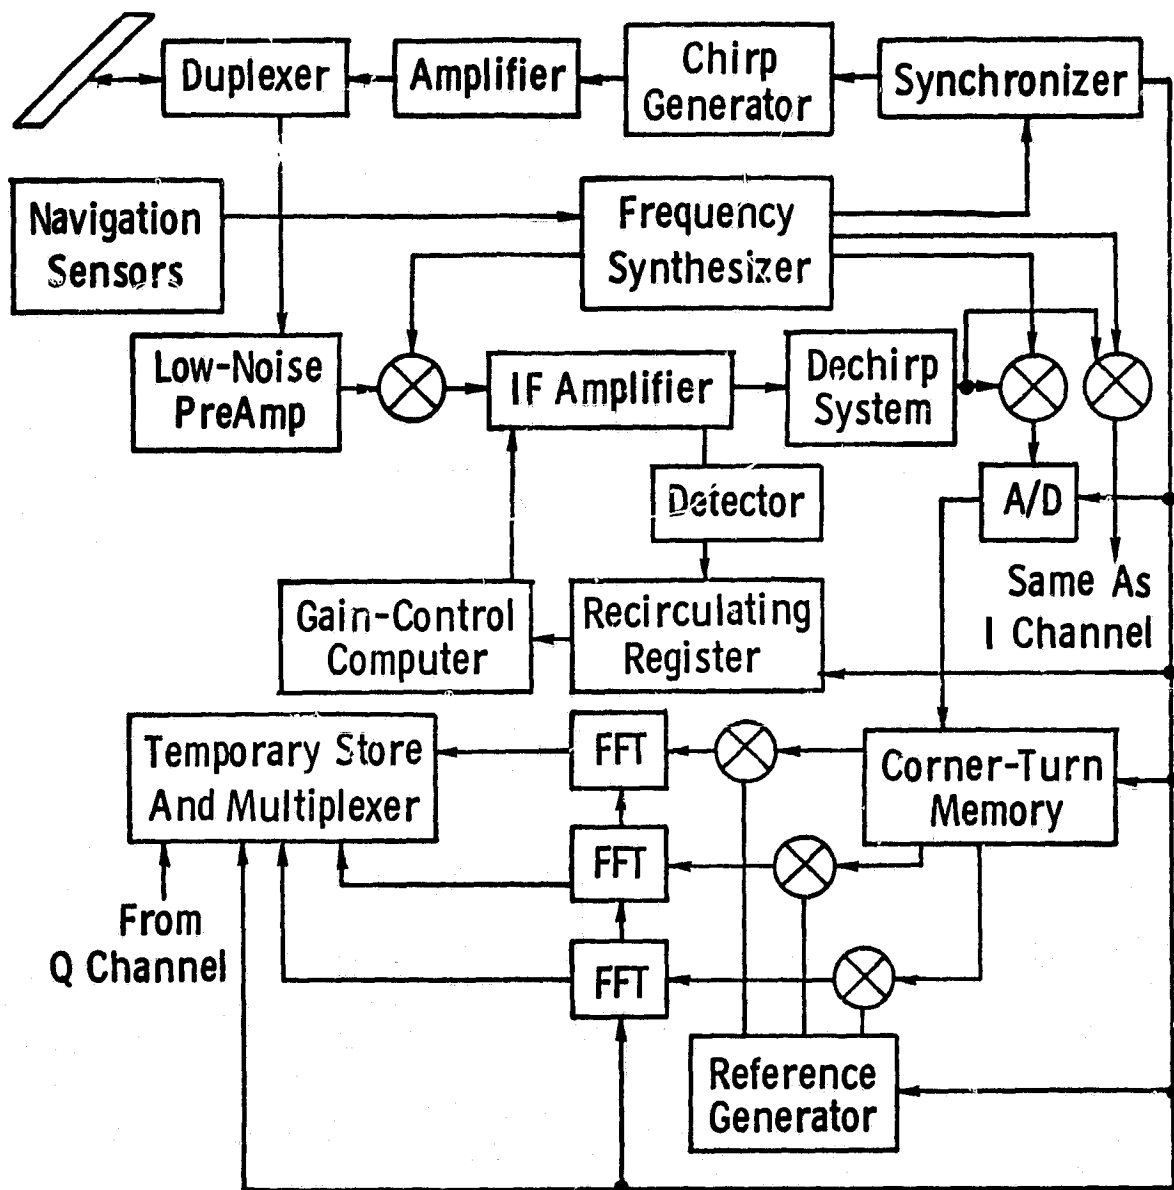 Duplexer
Amplifier
Chirp
Generator
Synchronizer
Navigation
Sensors
Frequency
Synthesizer
Low-Noise
PreAmp
IF Amplifier
Dechirp
System
Detector
A/D
Same As
I Channel
Gain-Control
Computer
Recirculating
Register
Temporary Store
And Multiplexer
FFT
Corner-Turn
Memory
FFT
From
Q Channel
FFT
Reference
Generator